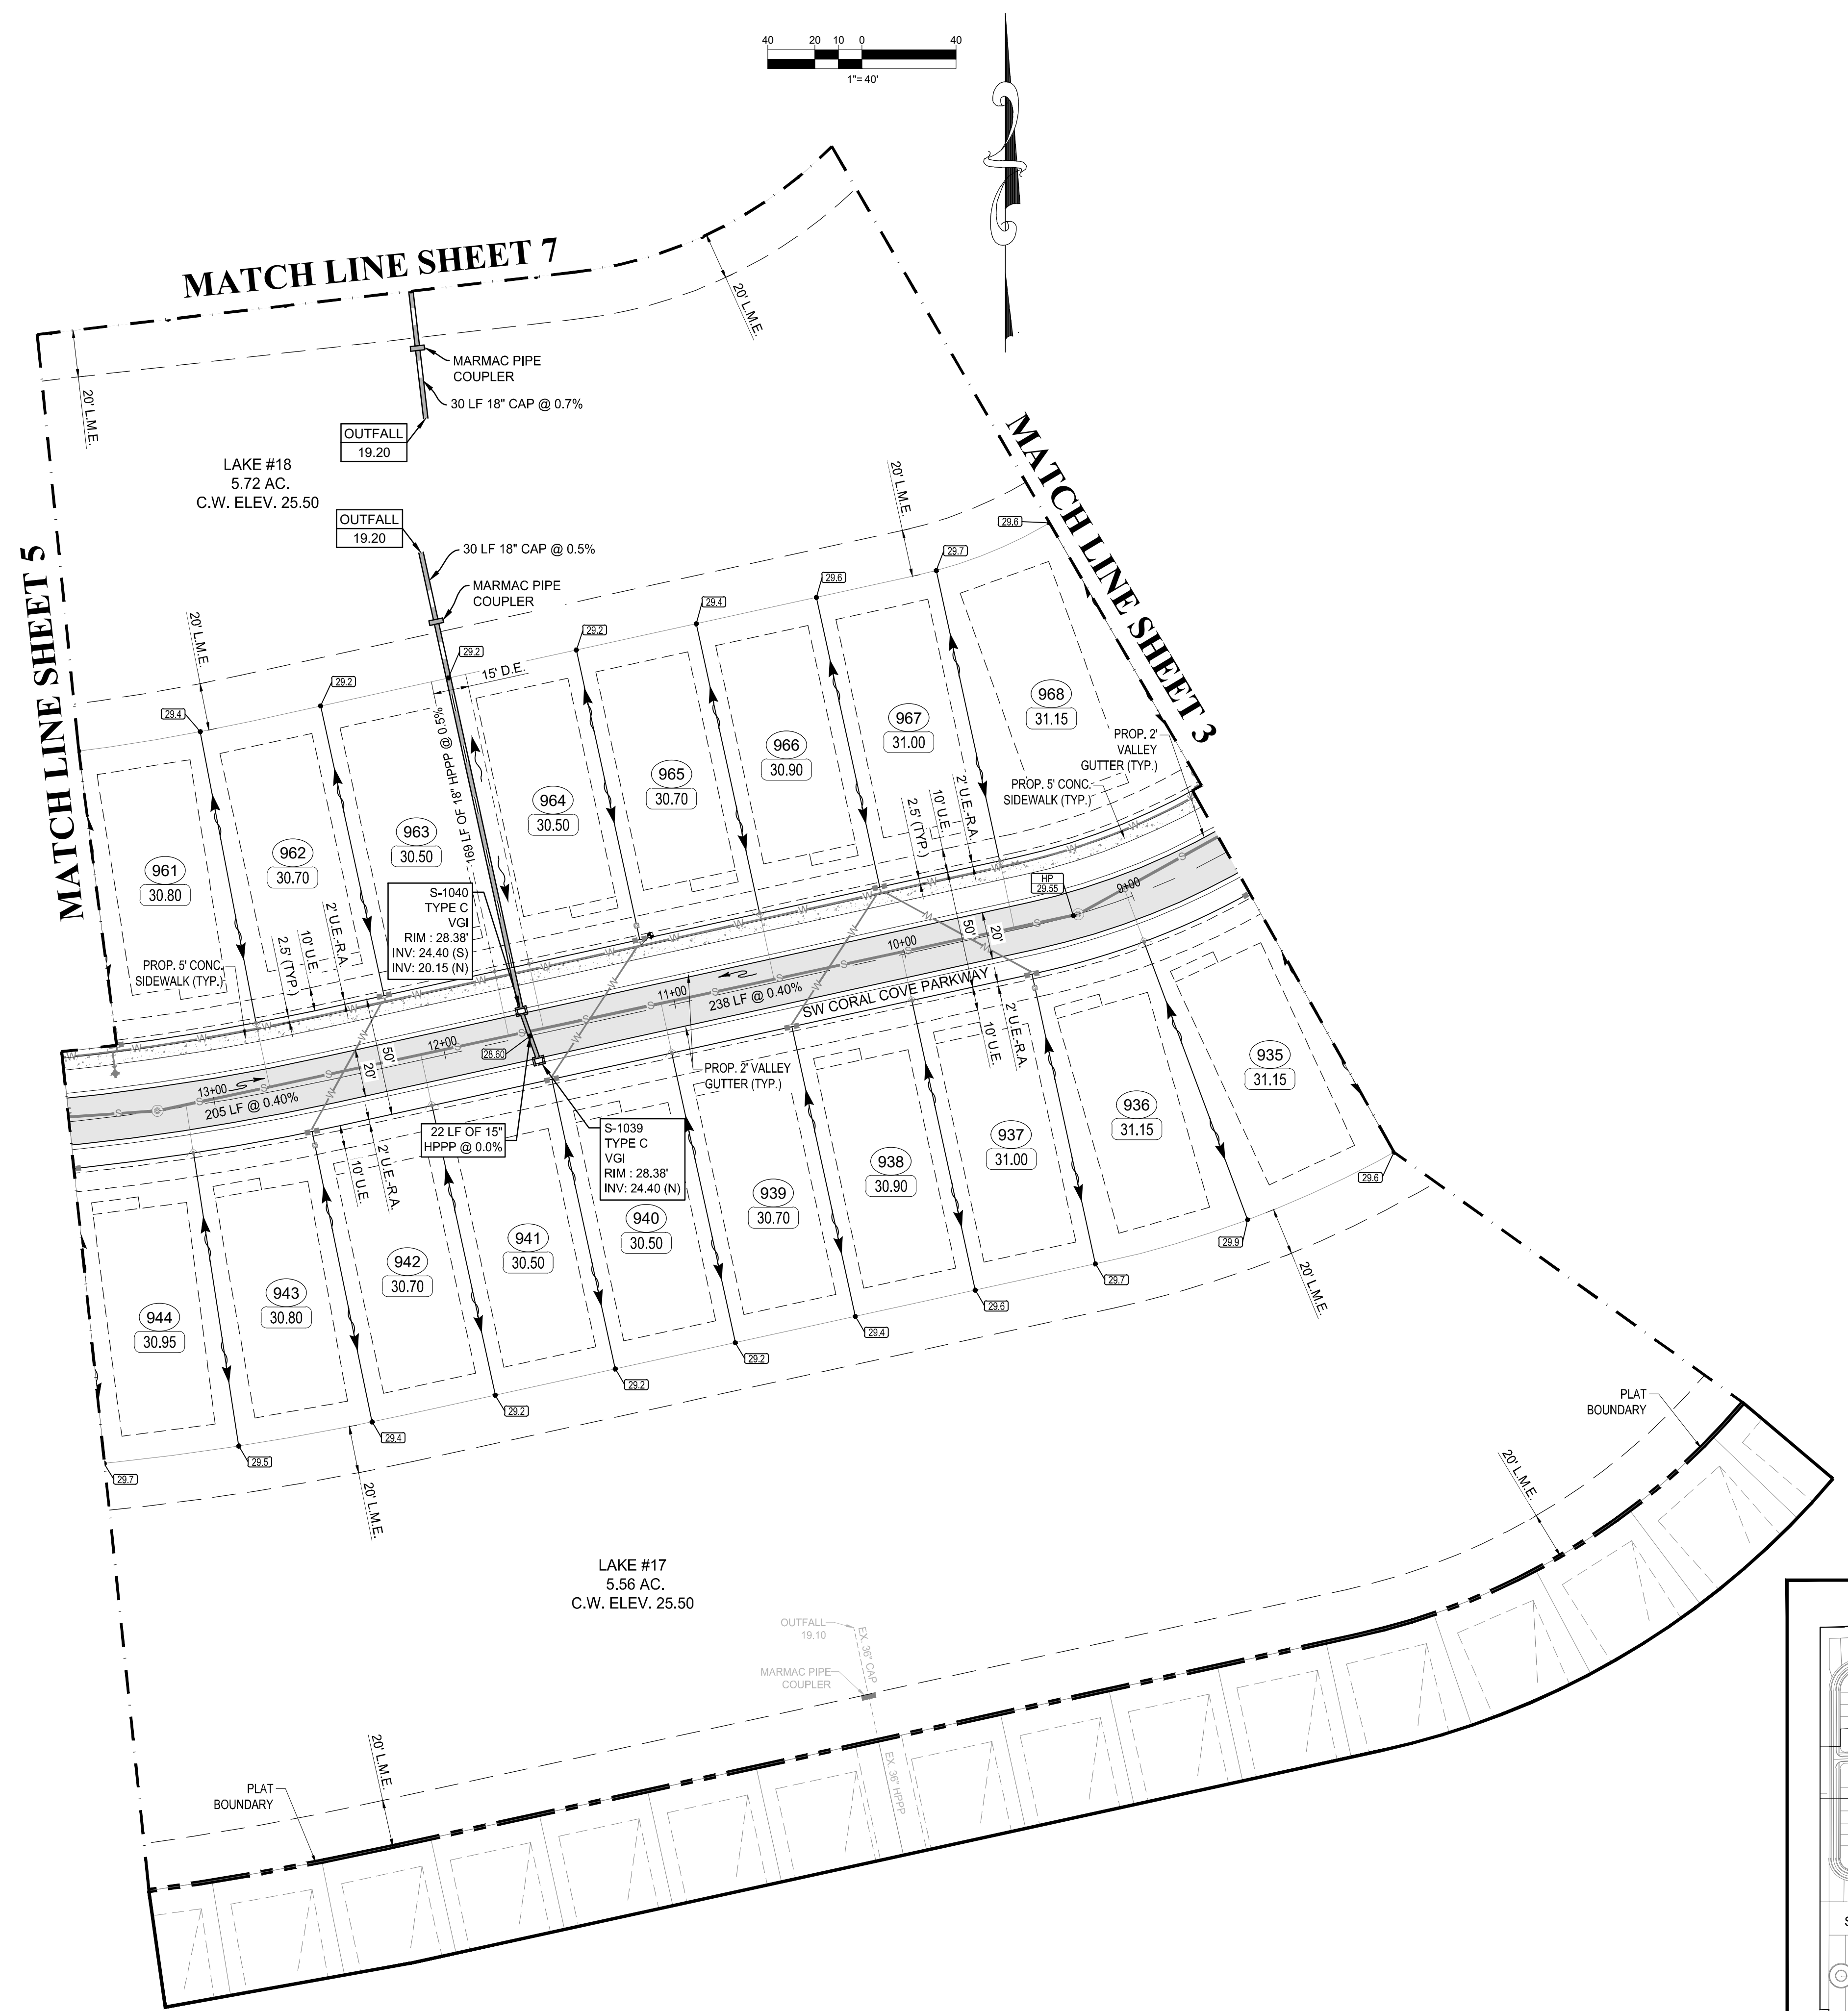 40 20 10 0 40
1"= 40'
MATCH LINE SHEET 7
20' L.M.E.
20' L.M.E.
MARMAC PIPE
COUPLER
30 LF 18" CAP @ 0.7%
OUTFALL
19.20
MATCH LINE SHEET 3
LAKE #18
5.72 AC.
C.W. ELEV. 25.50
OUTFALL
19.20
30 LF 18" CAP @ 0.5%
MARMAC PIPE
COUPLER
20' L.M.E.
29.6
29.7
29.6
29.4
29.2
29.2
29.2
29.4
20' L.M.E.
MATCH LINE SHEET 5
15' D.E.
169 LF OF 18" HPPP @ 0.5%
968
31.15
967
31.00
966
30.90
965
30.70
964
30.50
963
30.50
962
30.70
961
30.80
PROP. 2'
VALLEY
GUTTER (TYP.)
PROP. 5' CONC.
SIDEWALK (TYP.)
2.5' (TYP.)
10' U.E.
2' U.E.-R.A.
S-1040
TYPE C
VGI
RIM : 28.38'
INV: 24.40 (S)
INV: 20.15 (N)
2' U.E.-R.A.
10' U.E.
2.5' (TYP.)
PROP. 5' CONC.
SIDEWALK (TYP.)
HP
29.55
9+00
10+00
11+00
12+00
13+00
50'
20'
238 LF @ 0.40%
SW CORAL COVE PARKWAY
205 LF @ 0.40%
50'
20'
28.60
PROP. 2' VALLEY
GUTTER (TYP.)
10' U.E.
2' U.E.-R.A.
22 LF OF 15"
HPPP @ 0.0%
S-1039
TYPE C
VGI
RIM : 28.38'
INV: 24.40 (N)
10' U.E.
2' U.E.-R.A.
935
31.15
936
31.15
937
31.00
938
30.90
939
30.70
940
30.50
941
30.50
942
30.70
943
30.80
944
30.95
29.6
29.9
29.7
29.6
29.4
29.2
29.2
29.2
29.4
29.5
29.7
20' L.M.E.
20' L.M.E.
PLAT
BOUNDARY
20' L.M.E.
LAKE #17
5.56 AC.
C.W. ELEV. 25.50
OUTFALL
19.10
EX. 36" CAP
MARMAC PIPE
COUPLER
EX. 36" HPPP
20' L.M.E.
PLAT
BOUNDARY